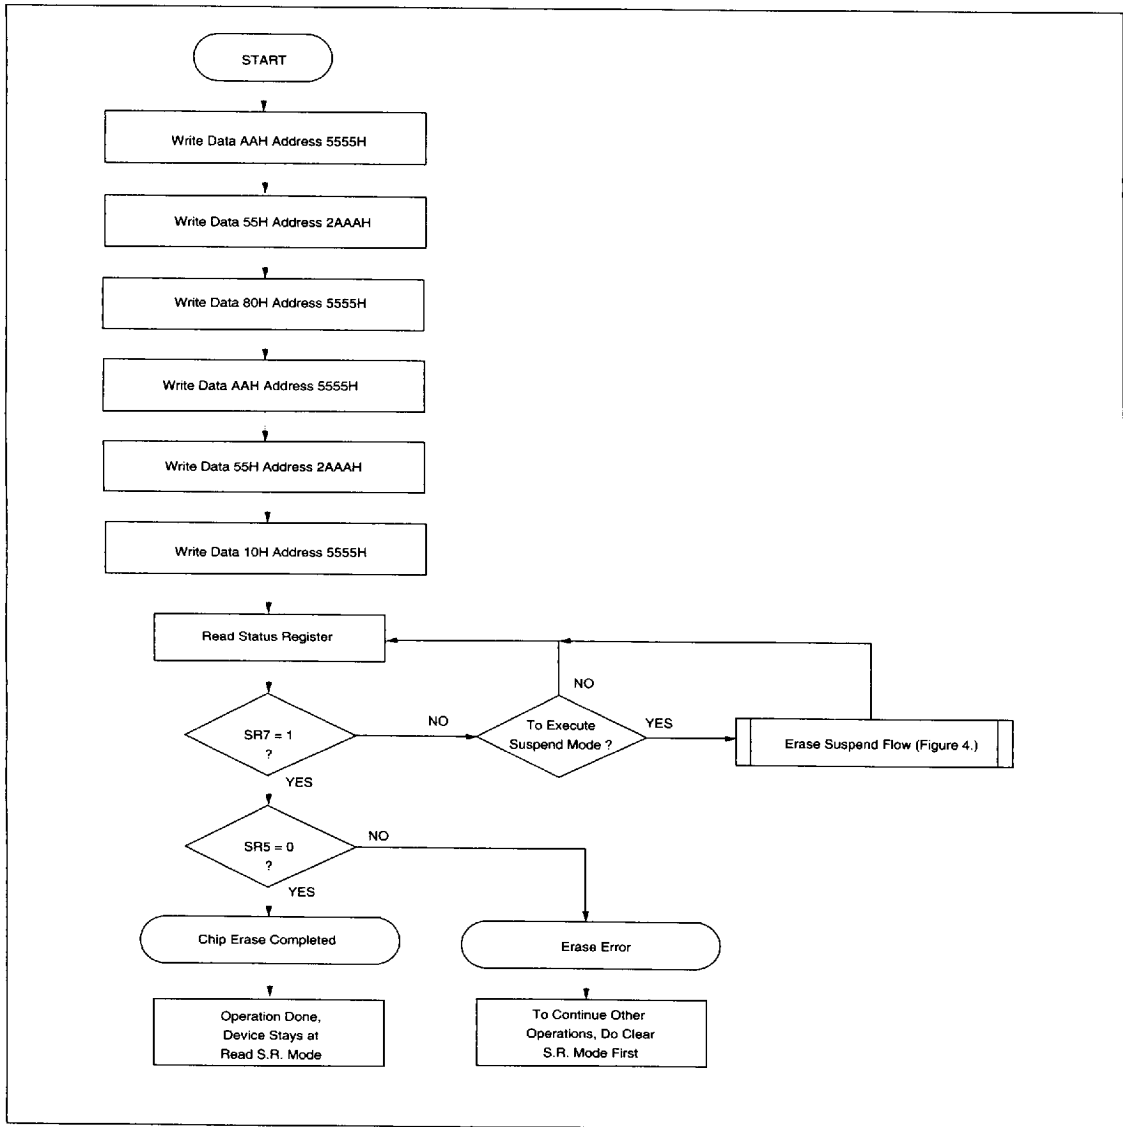 START
Write Data AAH Address 5555H
Write Data 55H Address 2AAAH
Write Data 80H Address 5555H
Write Data AAH Address 5555H
Write Data 55H Address 2AAAH
Write Data 10H Address 5555H
Read Status Register
NO
SR7 = 1
?
NO
To Execute
Suspend Mode ?
YES
Erase Suspend Flow (Figure 4.)
YES
SR5 = 0
?
NO
YES
Chip Erase Completed
Erase Error
Operation Done,
Device Stays at
Read S.R. Mode
To Continue Other
Operations, Do Clear
S.R. Mode First